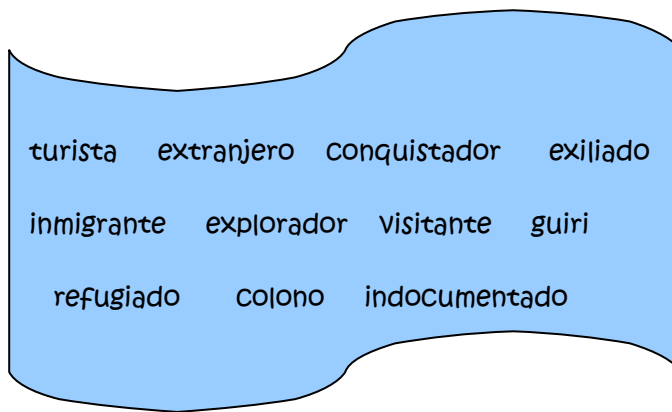 turista extranjero conquistador exiliado
inmigrante explorador visitante guiri
refugiado colono indocumentado